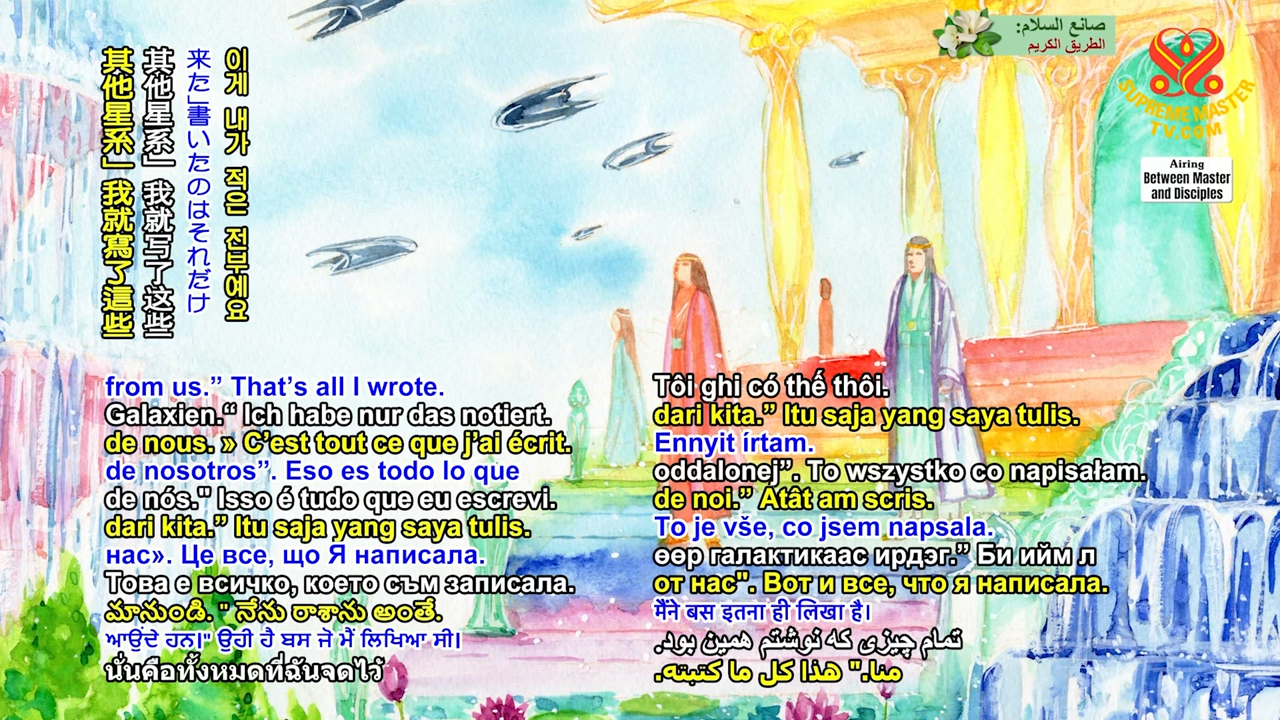 이게 내가 적은 전부예요
来た」書いたのはそれだけ
其他星系」我就写了这些
其他星系」我就寫了這些
صانع السلام:
الطريق الكريم
SUPREME MASTER
TV.COM
Airing
Between Master
and Disciples
from us.” That’s all I wrote.
Galaxien.“ Ich habe nur das notiert.
de nous. » C’est tout ce que j’ai écrit.
de nosotros”. Eso es todo lo que
de nós." Isso é tudo que eu escrevi.
dari kita.” Itu saja yang saya tulis.
нас». Це все, що Я написала.
Това е всичко, което съм записала.
మానుండి. " నేను రాశాను అంతే.
ਆਉਂਦੇ ਹਨ।" ਉਹੀ ਹੈ ਬਸ ਜੋ ਮੈਂ ਲਿਖਿਆ ਸੀ।
นั่นคือทั้งหมดที่ฉันจดไว้
Tôi ghi có thế thôi.
dari kita.” Itu saja yang saya tulis.
Ennyit írtam.
oddalonej”. To wszystko co napisałam.
de noi.” Atât am scris.
To je vše, co jsem napsala.
өөр галактикаас ирдэг.” Би ийм л
от нас". Вот и все, что я написала.
मैंने बस इतना ही लिखा है।
تمام چیزی که نوشتم همین بود.
منا." هذا كل ما كتبته.